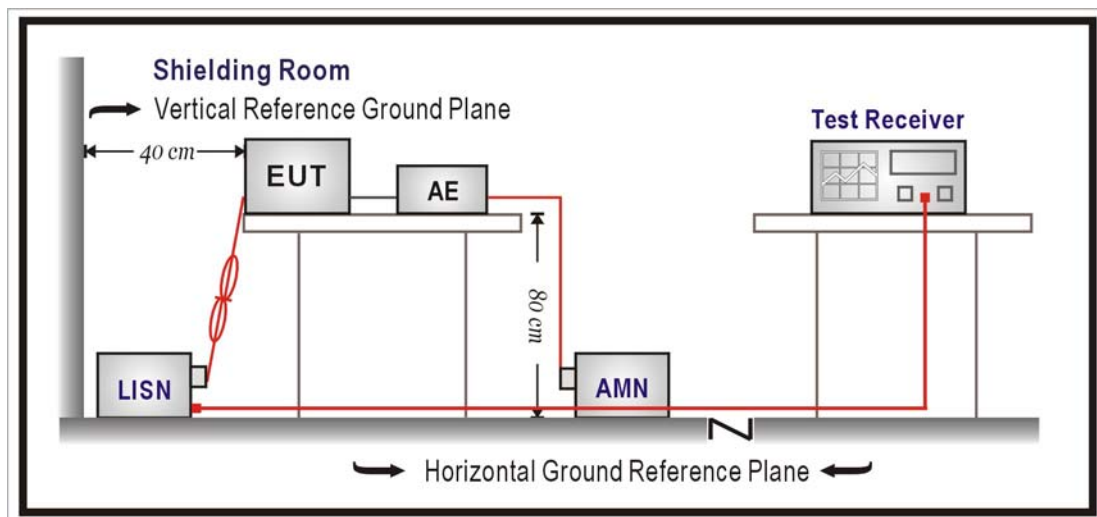 Shielding Room
Vertical Reference Ground Plane
Test Receiver
40 cm
EUT
AE
80 cm
LISN
AMN
Horizontal Ground Reference Plane